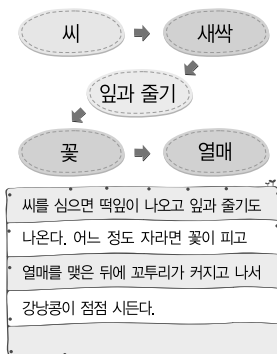 씨
새싹
잎과 줄기
꽃
열매
씨를 심으면 떡잎이 나오고 잎과 줄기도
나온다. 어느 정도 자라면 꽃이 피고
열매를 맺은 뒤에 꼬투리가 커지고 나서
강낭콩이 점점 시든다.